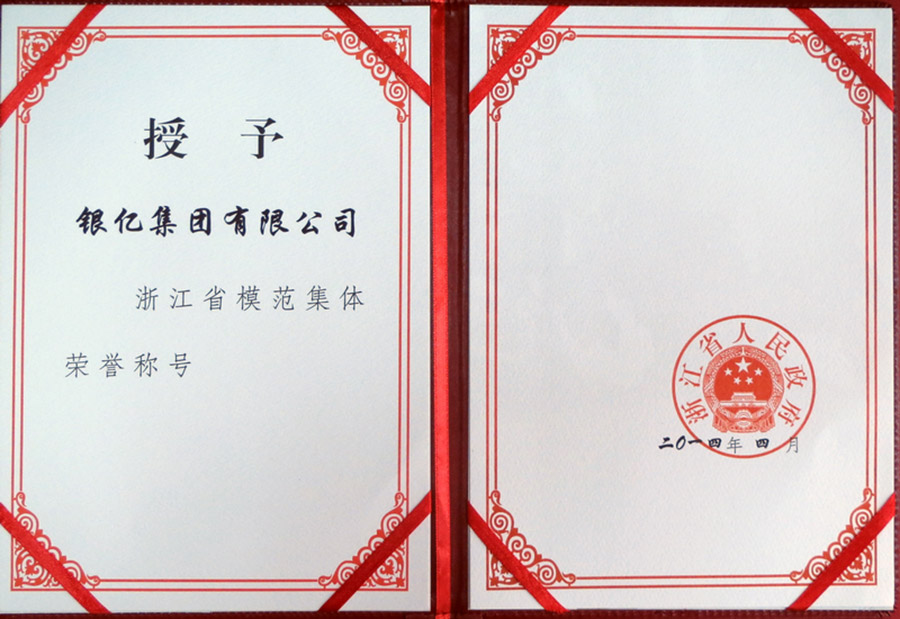 授予
银亿集团有限公司
浙江省模范集体
荣誉称号
浙江省人民政府
二〇一四年四月